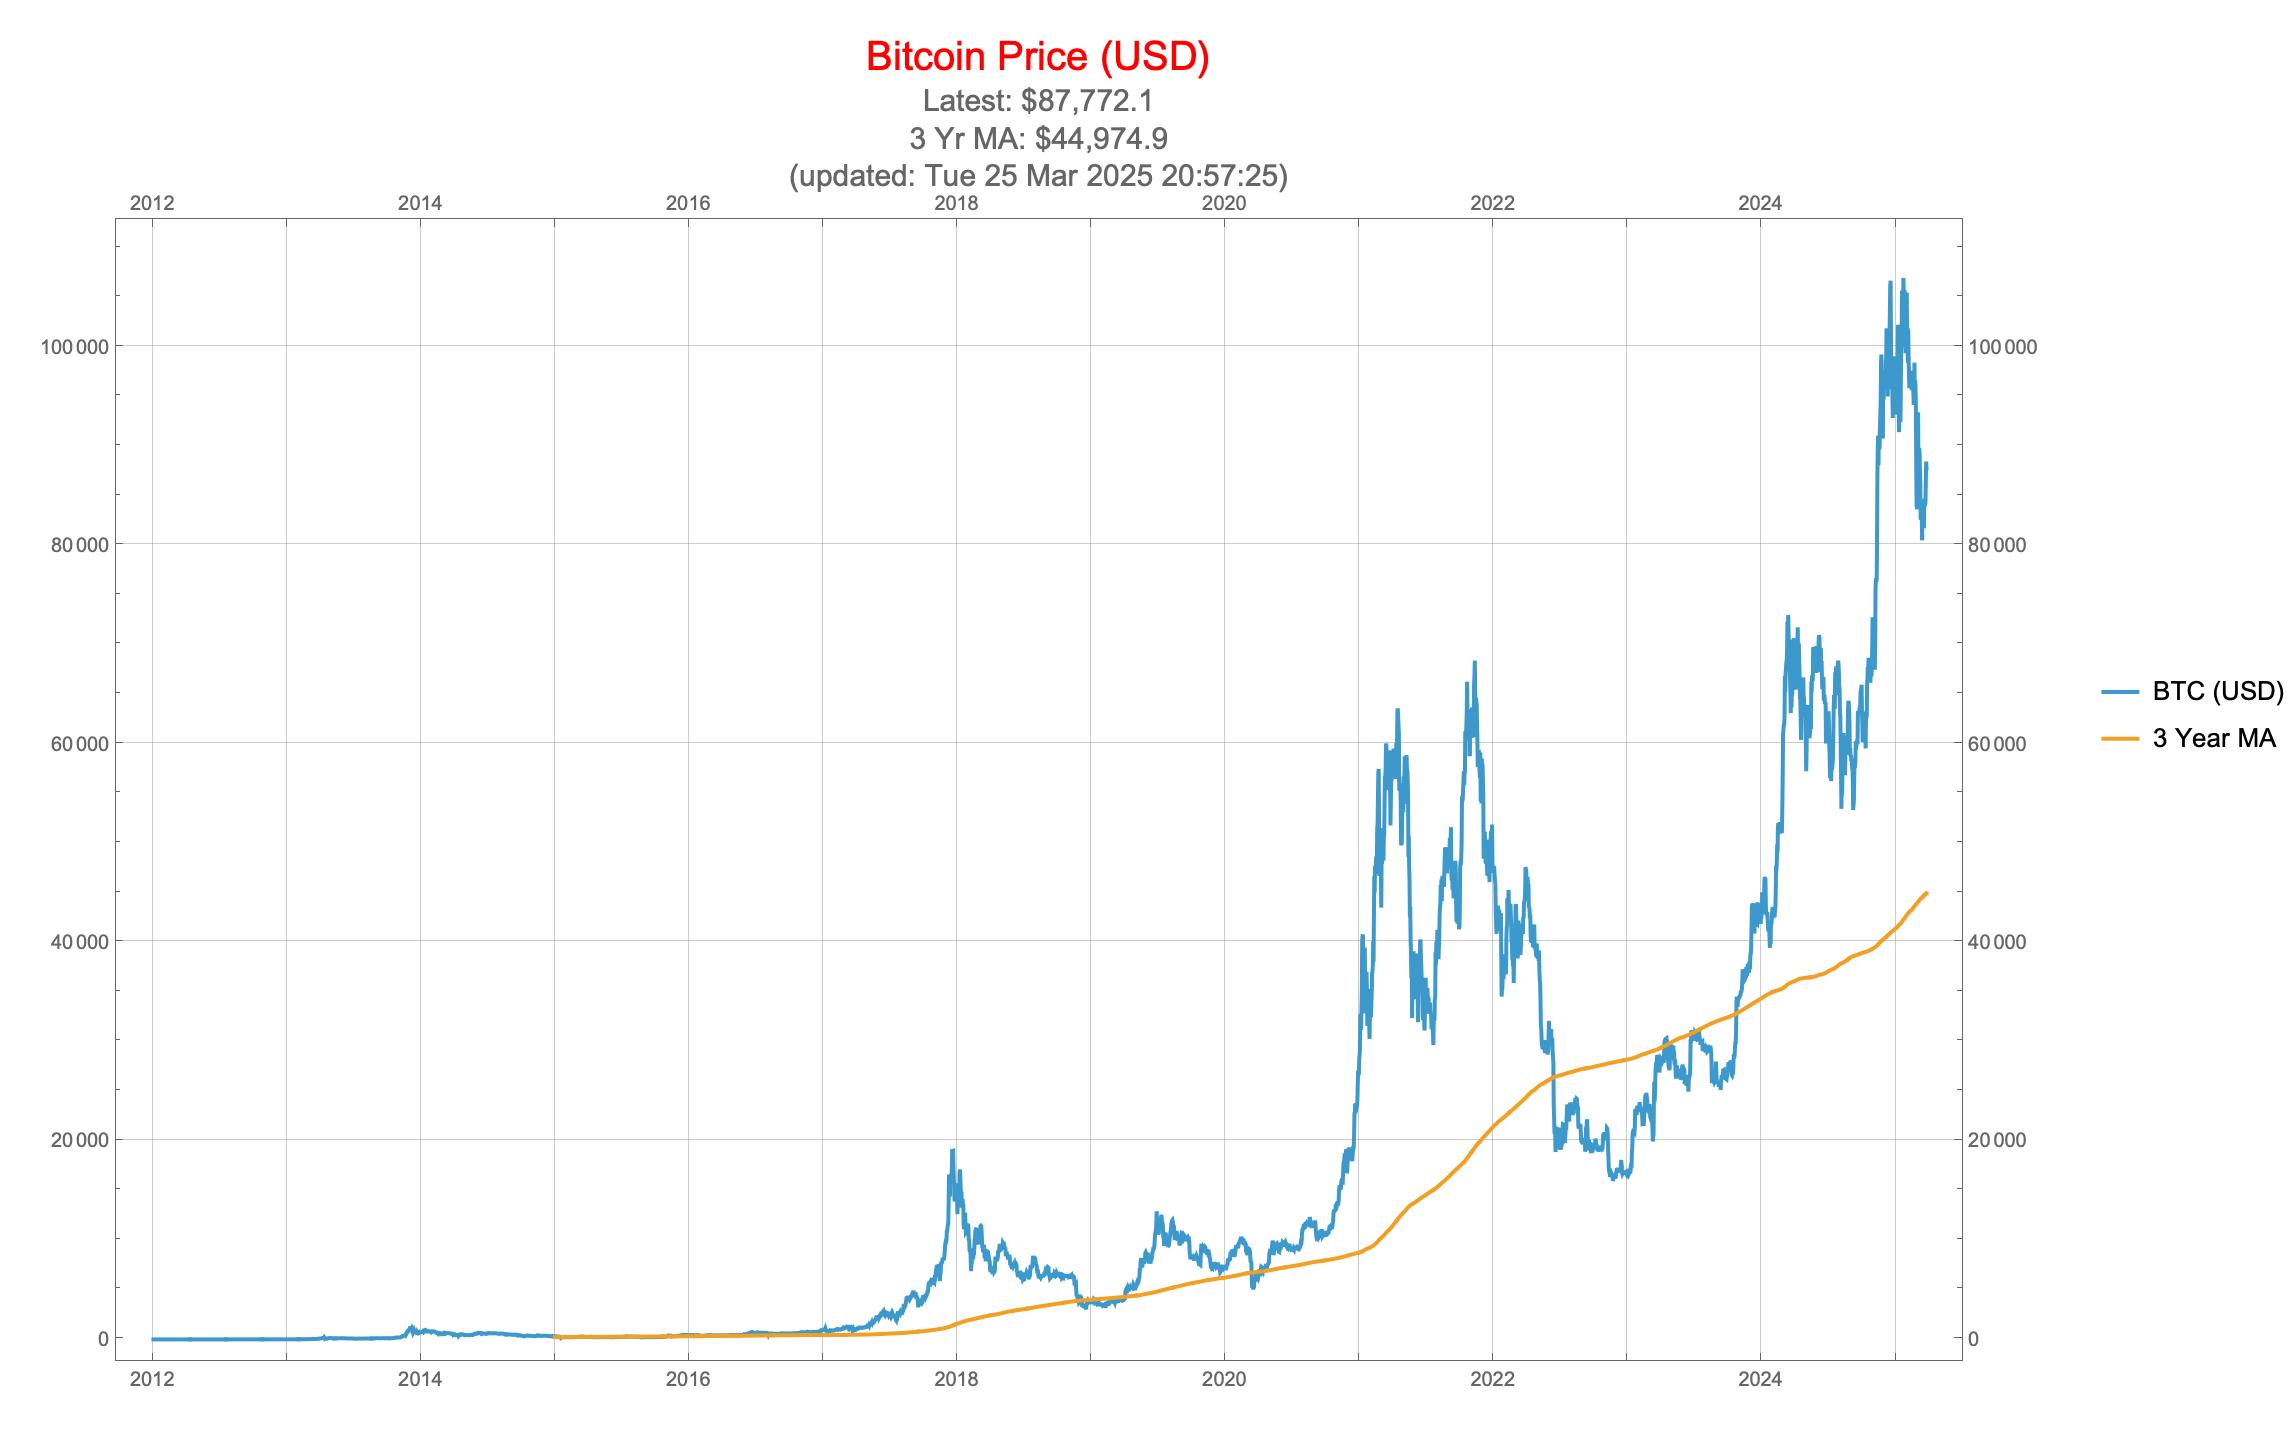 Bitcoin Price (USD)
Latest: $87,772.1
3 Yr MA: $44,974.9
(updated: Tue 25 Mar 2025 20:57:25)
2012 2014 2016 2018 2020 2022 2024
100 000 100 000
80 000 80 000
BTC (USD)
3 Year MA
60 000 60 000
40 000 40 000
20 000 20 000
0 0
2012 2014 2016 2018 2020 2022 2024